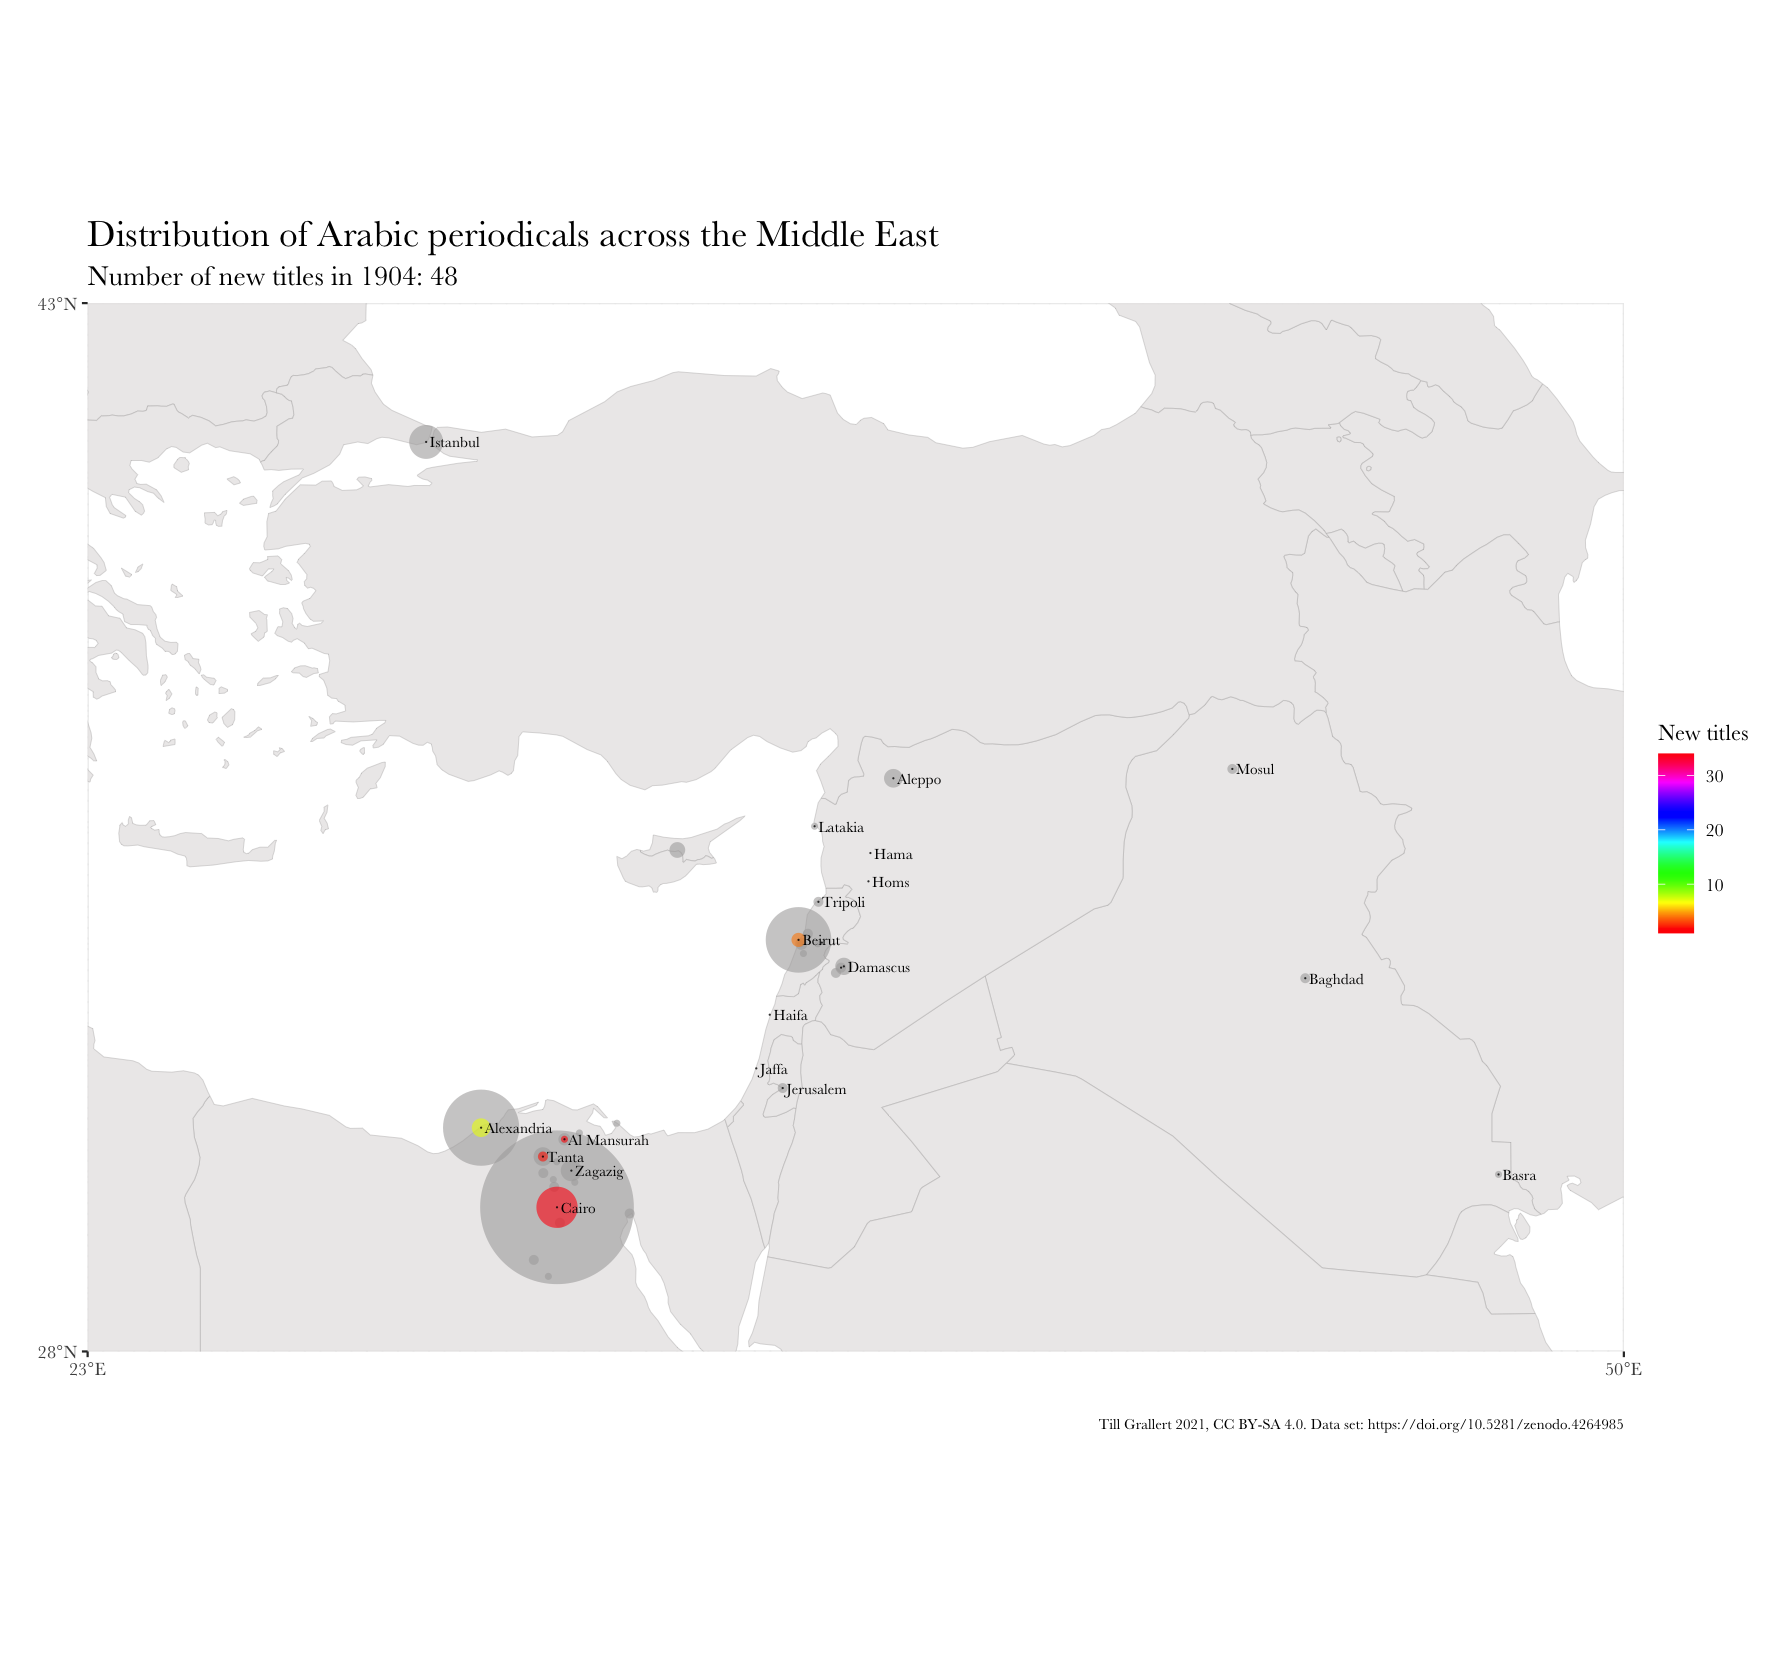 Distribution of Arabic periodicals across the Middle East
Number of new titles in 1904: 48
43°N
Istanbul
New titles
30
20
10
Mosul
Aleppo
Latakia
Hama
Homs
Tripoli
Beirut
Damascus
Baghdad
Haifa
Jaffa
Jerusalem
Alexandria
Al Mansurah
Tanta
Zagazig
Basra
Cairo
28°N
23°E
50°E
Till Grallert 2021, CC BY-SA 4.0. Data set: https://doi.org/10.5281/zenodo.4264985